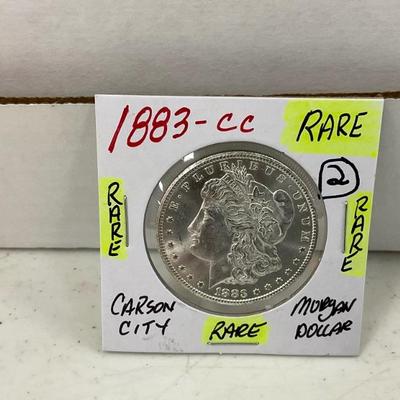 1883-CC RARE
2
RARE
RARE
E·PLURIBUS·UNUM
1883
CARSON CITY
RARE
MORGAN DOLLAR